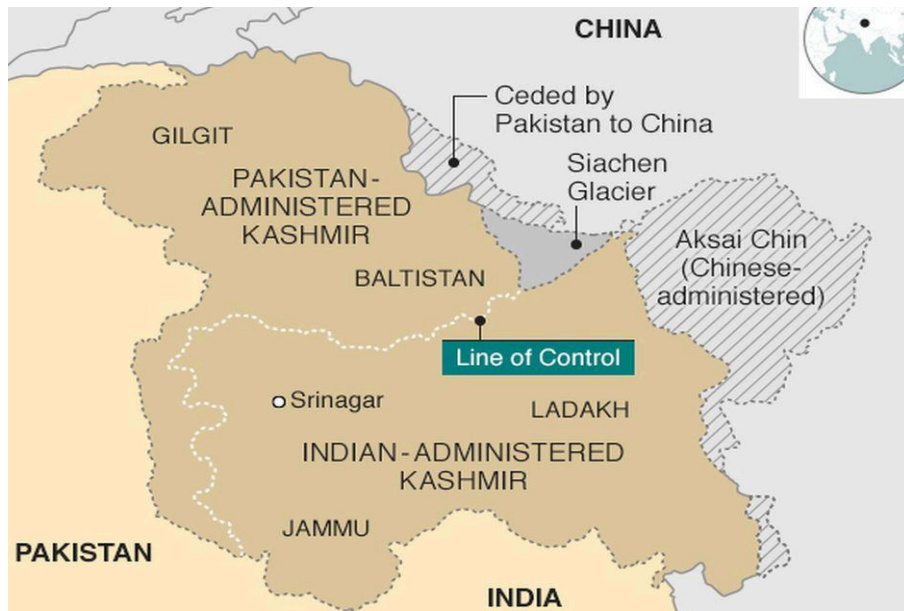 CHINA
Ceded by
Pakistan to China
GILGIT
Siachen
Glacier
PAKISTAN-
ADMINISTERED
KASHMIR
Aksai Chin
(Chinese-
administered)
BALTISTAN
Line of Control
Srinagar
LADAKH
INDIAN-ADMINISTERED
KASHMIR
JAMMU
PAKISTAN
INDIA